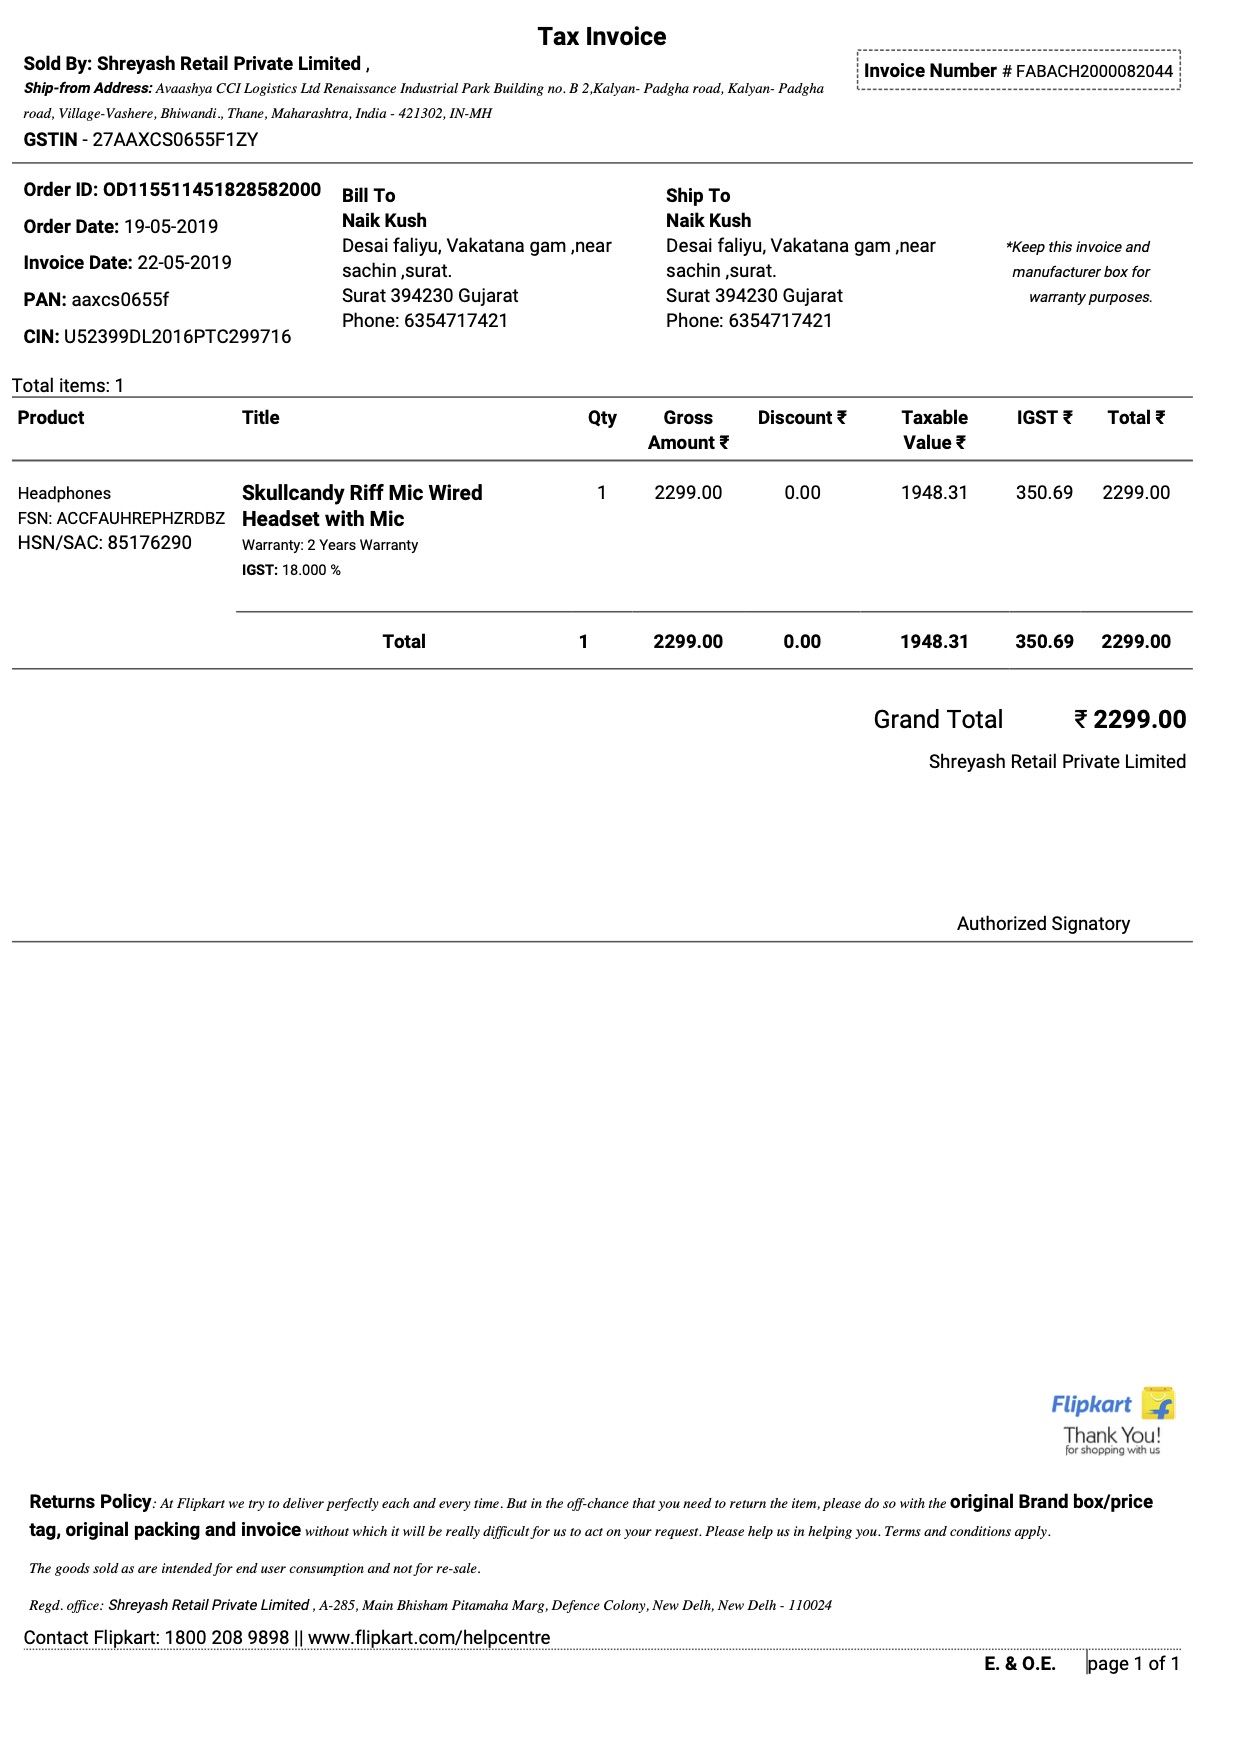 Tax Invoice
Sold By: Shreyash Retail Private Limited ,
Invoice Number # FABACH2000082044
Ship-from Address: Avaashya CCI Logistics Ltd Renaissance Industrial Park Building no. B 2,Kalyan- Padgha road, Kalyan- Padgha
road, Village-Vashere, Bhiwandi., Thane, Maharashtra, India - 421302, IN-MH
GSTIN - 27AAXCS0655F1ZY
Order ID: OD115511451828582000
Order Date: 19-05-2019
Invoice Date: 22-05-2019
PAN: aaxcs0655f
CIN: U52399DL2016PTC299716
Bill To
Naik Kush
Desai faliyu, Vakatana gam ,near
sachin ,surat.
Surat 394230 Gujarat
Phone: 6354717421
Ship To
Naik Kush
Desai faliyu, Vakatana gam ,near
sachin ,surat.
Surat 394230 Gujarat
Phone: 6354717421
*Keep this invoice and
manufacturer box for
warranty purposes.
Total items: 1
Product Title Qty Gross Discount ₹ Taxable IGST ₹ Total ₹
Amount ₹ Value ₹
Headphones Skullcandy Riff Mic Wired 1 2299.00 0.00 1948.31 350.69 2299.00
FSN: ACCFAUHREPHZRDBZ Headset with Mic
HSN/SAC: 85176290 Warranty: 2 Years Warranty
IGST: 18.000 %
Total 1 2299.00 0.00 1948.31 350.69 2299.00
Grand Total ₹ 2299.00
Shreyash Retail Private Limited
Authorized Signatory
Flipkart
Thank You!
for shopping with us
Returns Policy: At Flipkart we try to deliver perfectly each and every time. But in the off-chance that you need to return the item, please do so with the original Brand box/price
tag, original packing and invoice without which it will be really difficult for us to act on your request. Please help us in helping you. Terms and conditions apply.
The goods sold as are intended for end user consumption and not for re-sale.
Regd. office: Shreyash Retail Private Limited , A-285, Main Bhisham Pitamaha Marg, Defence Colony, New Delh, New Delh - 110024
Contact Flipkart: 1800 208 9898 || www.flipkart.com/helpcentre
E. & O.E. page 1 of 1